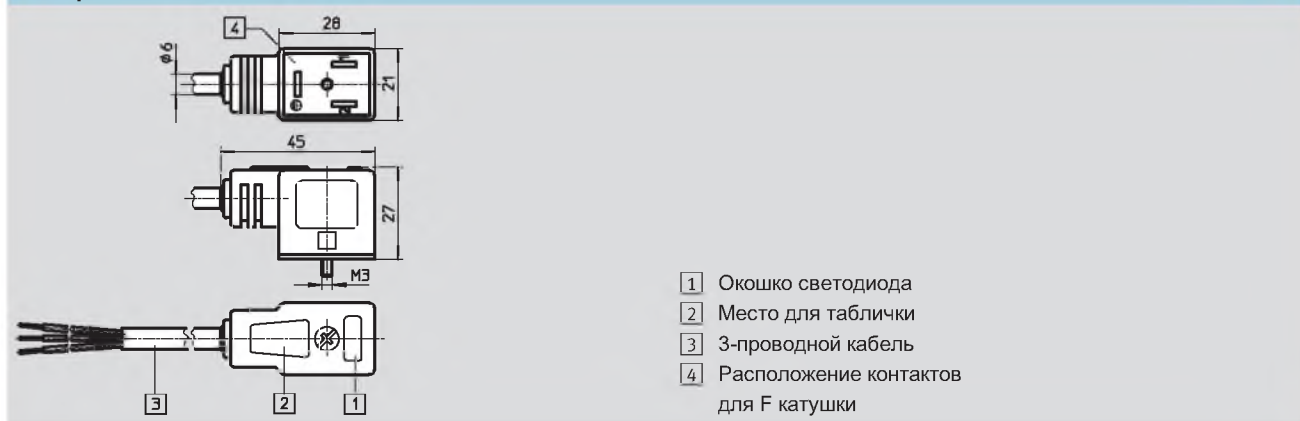 4
28
ø6
21
45
27
M3
3
2
1
1 Окошко светодиода
2 Место для таблички
3 3-проводной кабель
4 Расположение контактов
для F катушки